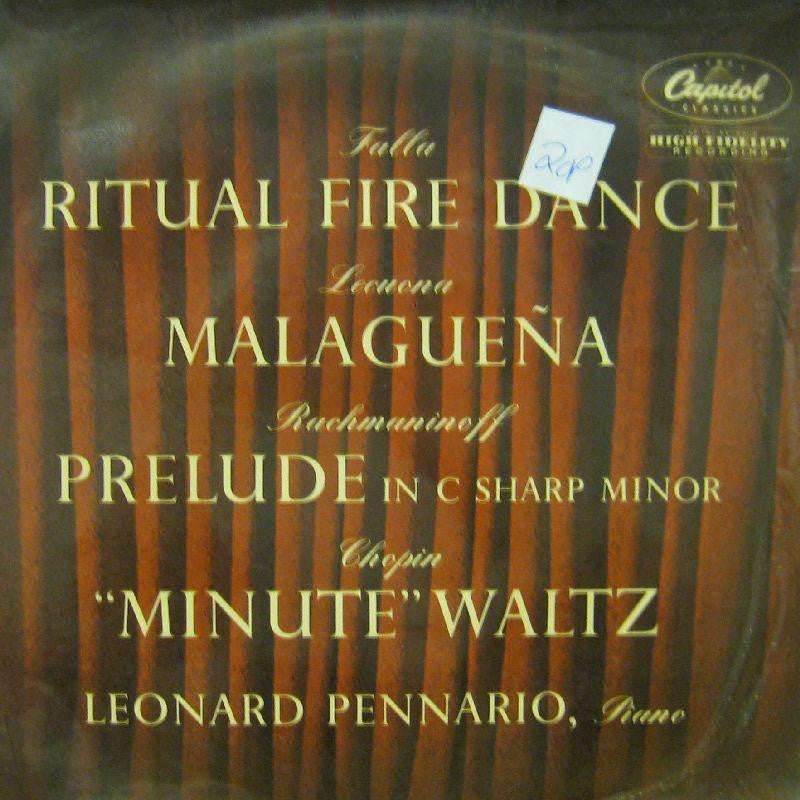 Capitol
CLASSICS
HIGH FIDELITY
RECORDING
Falla
20P
RITUAL FIRE DANCE
Lecuona
MALAGUEÑA
Rachmaninoff
PRELUDE IN C SHARP MINOR
Chopin
"MINUTE" WALTZ
LEONARD PENNARIO, Piano